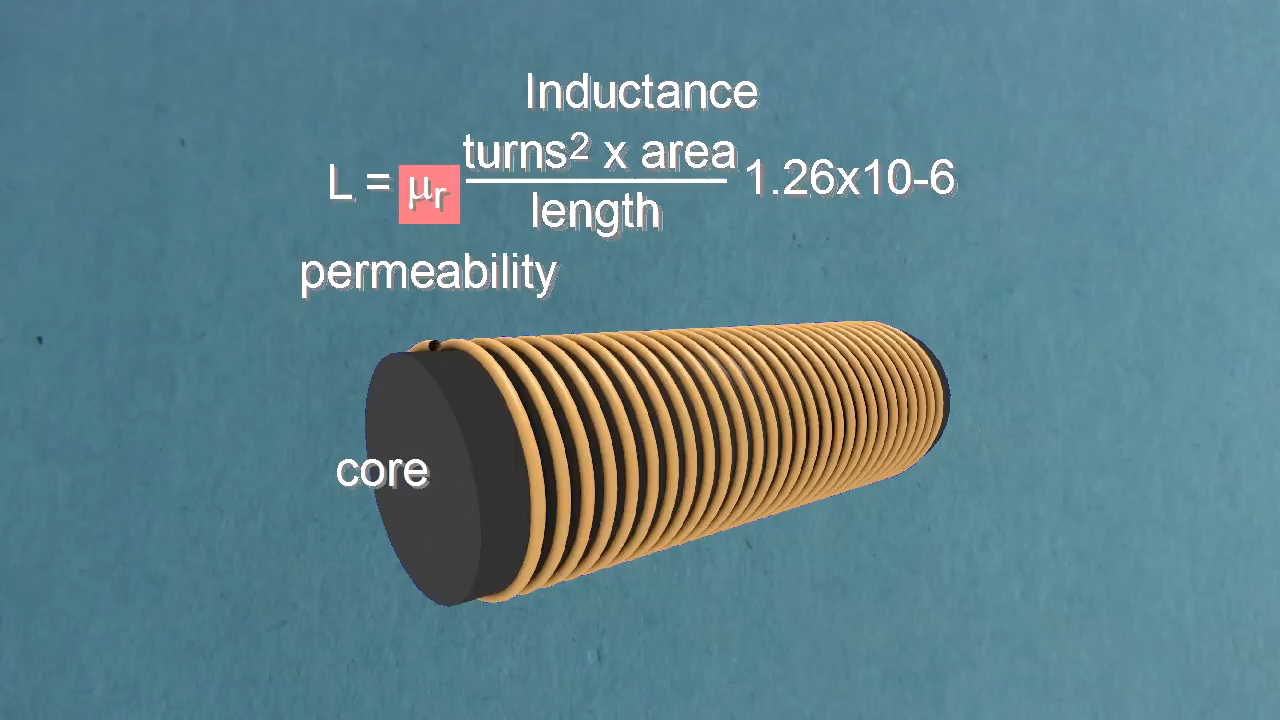 Inductance
L = μr turns² x area / length 1.26x10-6
permeability
core